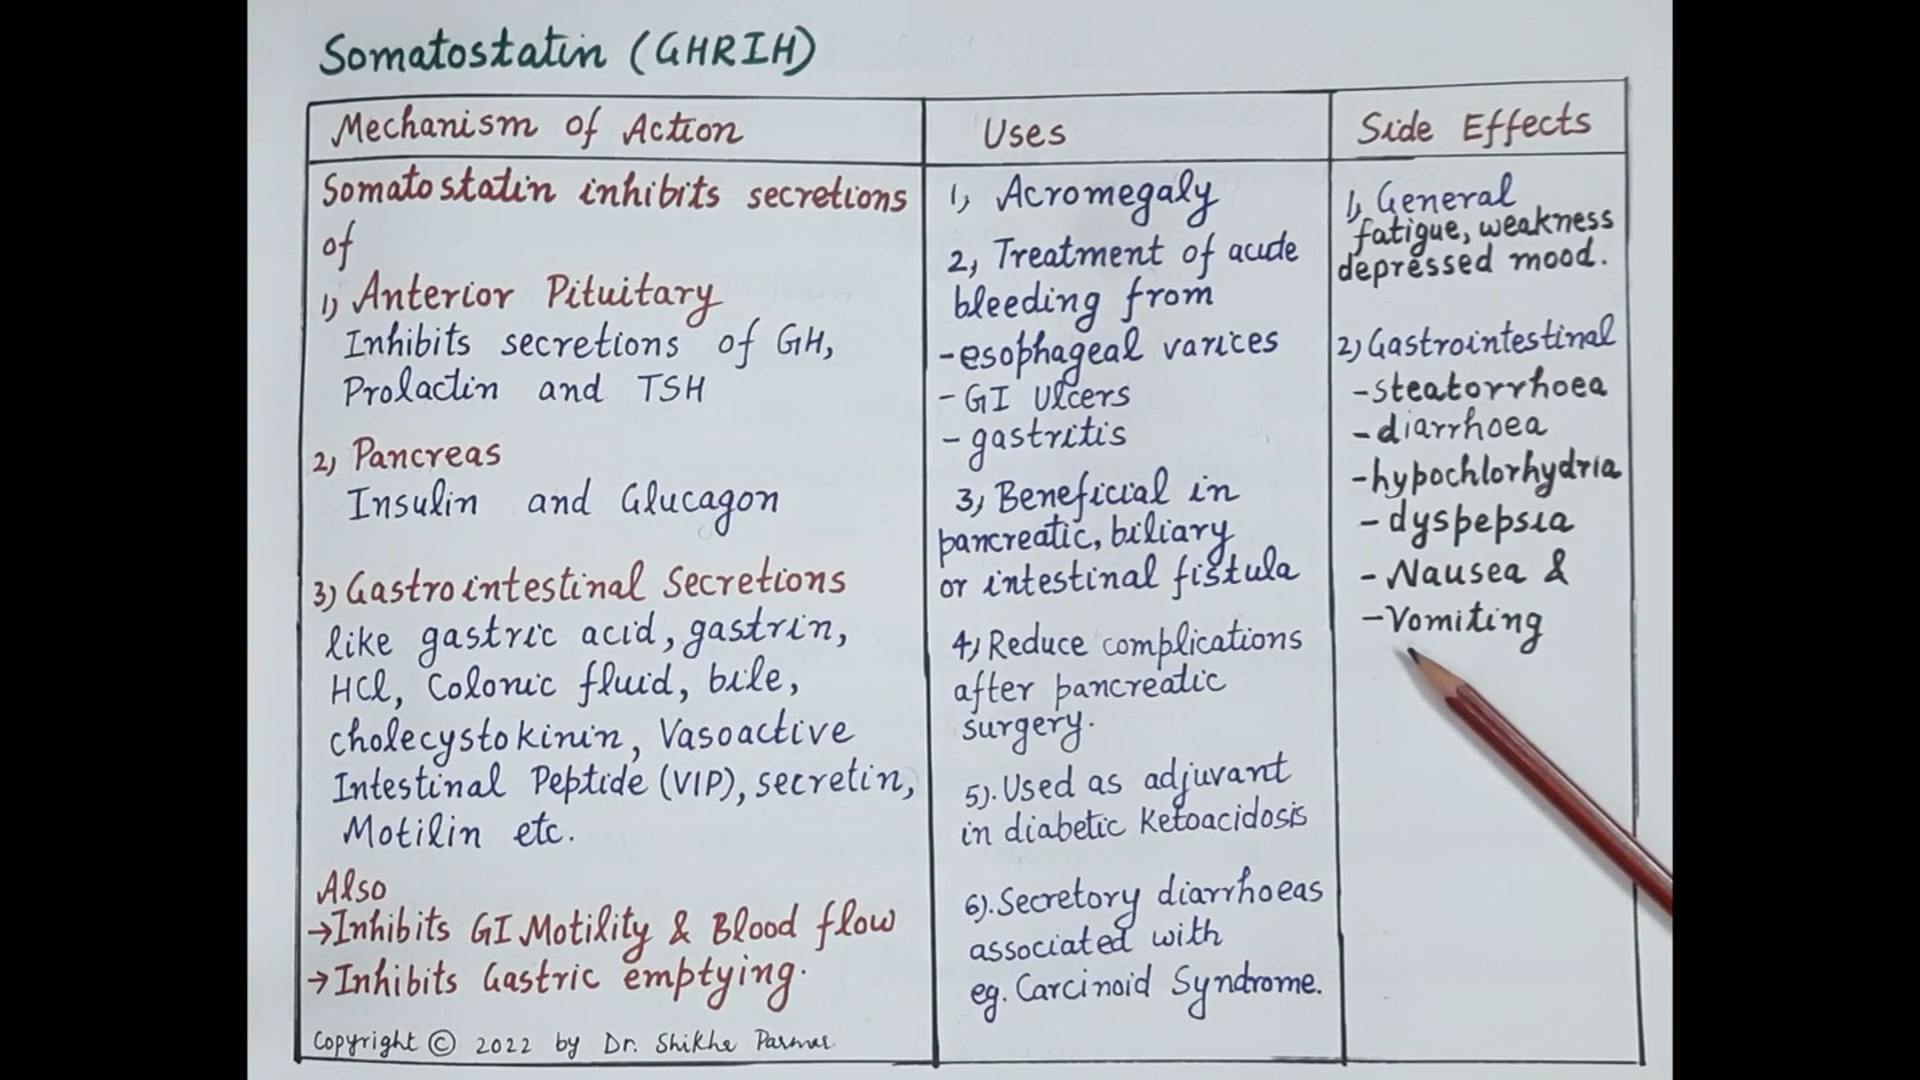 Somatostatin (GHRIH)
Mechanism of Action
Somatostatin inhibits secretions
of
1) Anterior Pituitary
Inhibits secretions of GH,
Prolactin and TSH
2) Pancreas
Insulin and Glucagon
3) Gastrointestinal Secretions
like gastric acid, gastrin,
HCl, Colonic fluid, bile,
cholecystokinin, Vasoactive
Intestinal Peptide (VIP), secretin,
Motilin etc.
Also
→Inhibits GI Motility & Blood flow
→Inhibits Gastric emptying.
Copyright © 2022 by Dr. Shikha Parmar
Uses
1, Acromegaly
2, Treatment of acute
bleeding from
-esophageal varices
- GI Ulcers
- gastritis
3, Beneficial in
pancreatic, biliary
or intestinal fistula
4, Reduce complications
after pancreatic
surgery.
5). Used as adjuvant
in diabetic Ketoacidosis
6). Secretory diarrhoeas
associated with
eg. Carcinoid Syndrome.
Side Effects
1, General
fatigue, weakness
depressed mood.
2) Gastrointestinal
-steatorrhoea
-diarrhoea
-hypochlorhydria
- dyspepsia
- Nausea &
-Vomiting